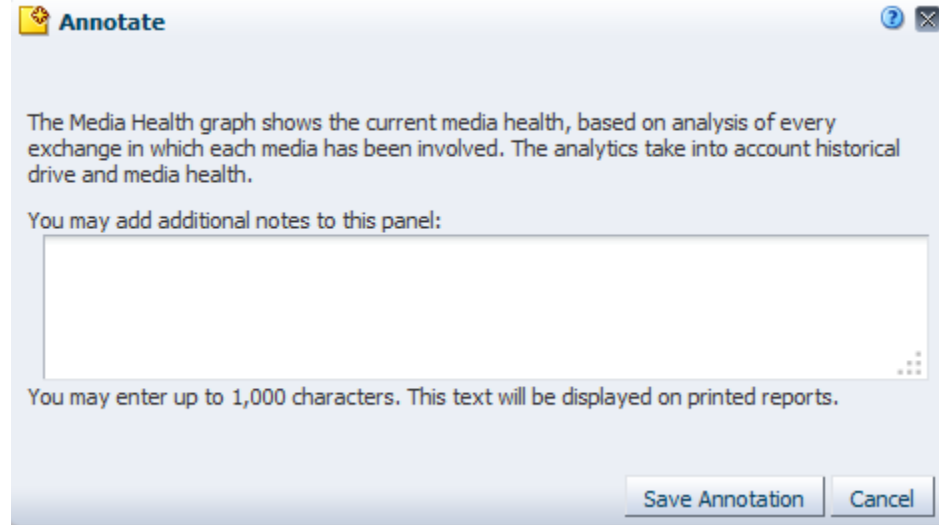 Annotate
The Media Health graph shows the current media health, based on analysis of every
exchange in which each media has been involved. The analytics take into account historical
drive and media health.
You may add additional notes to this panel:
You may enter up to 1,000 characters. This text will be displayed on printed reports.
Save Annotation Cancel